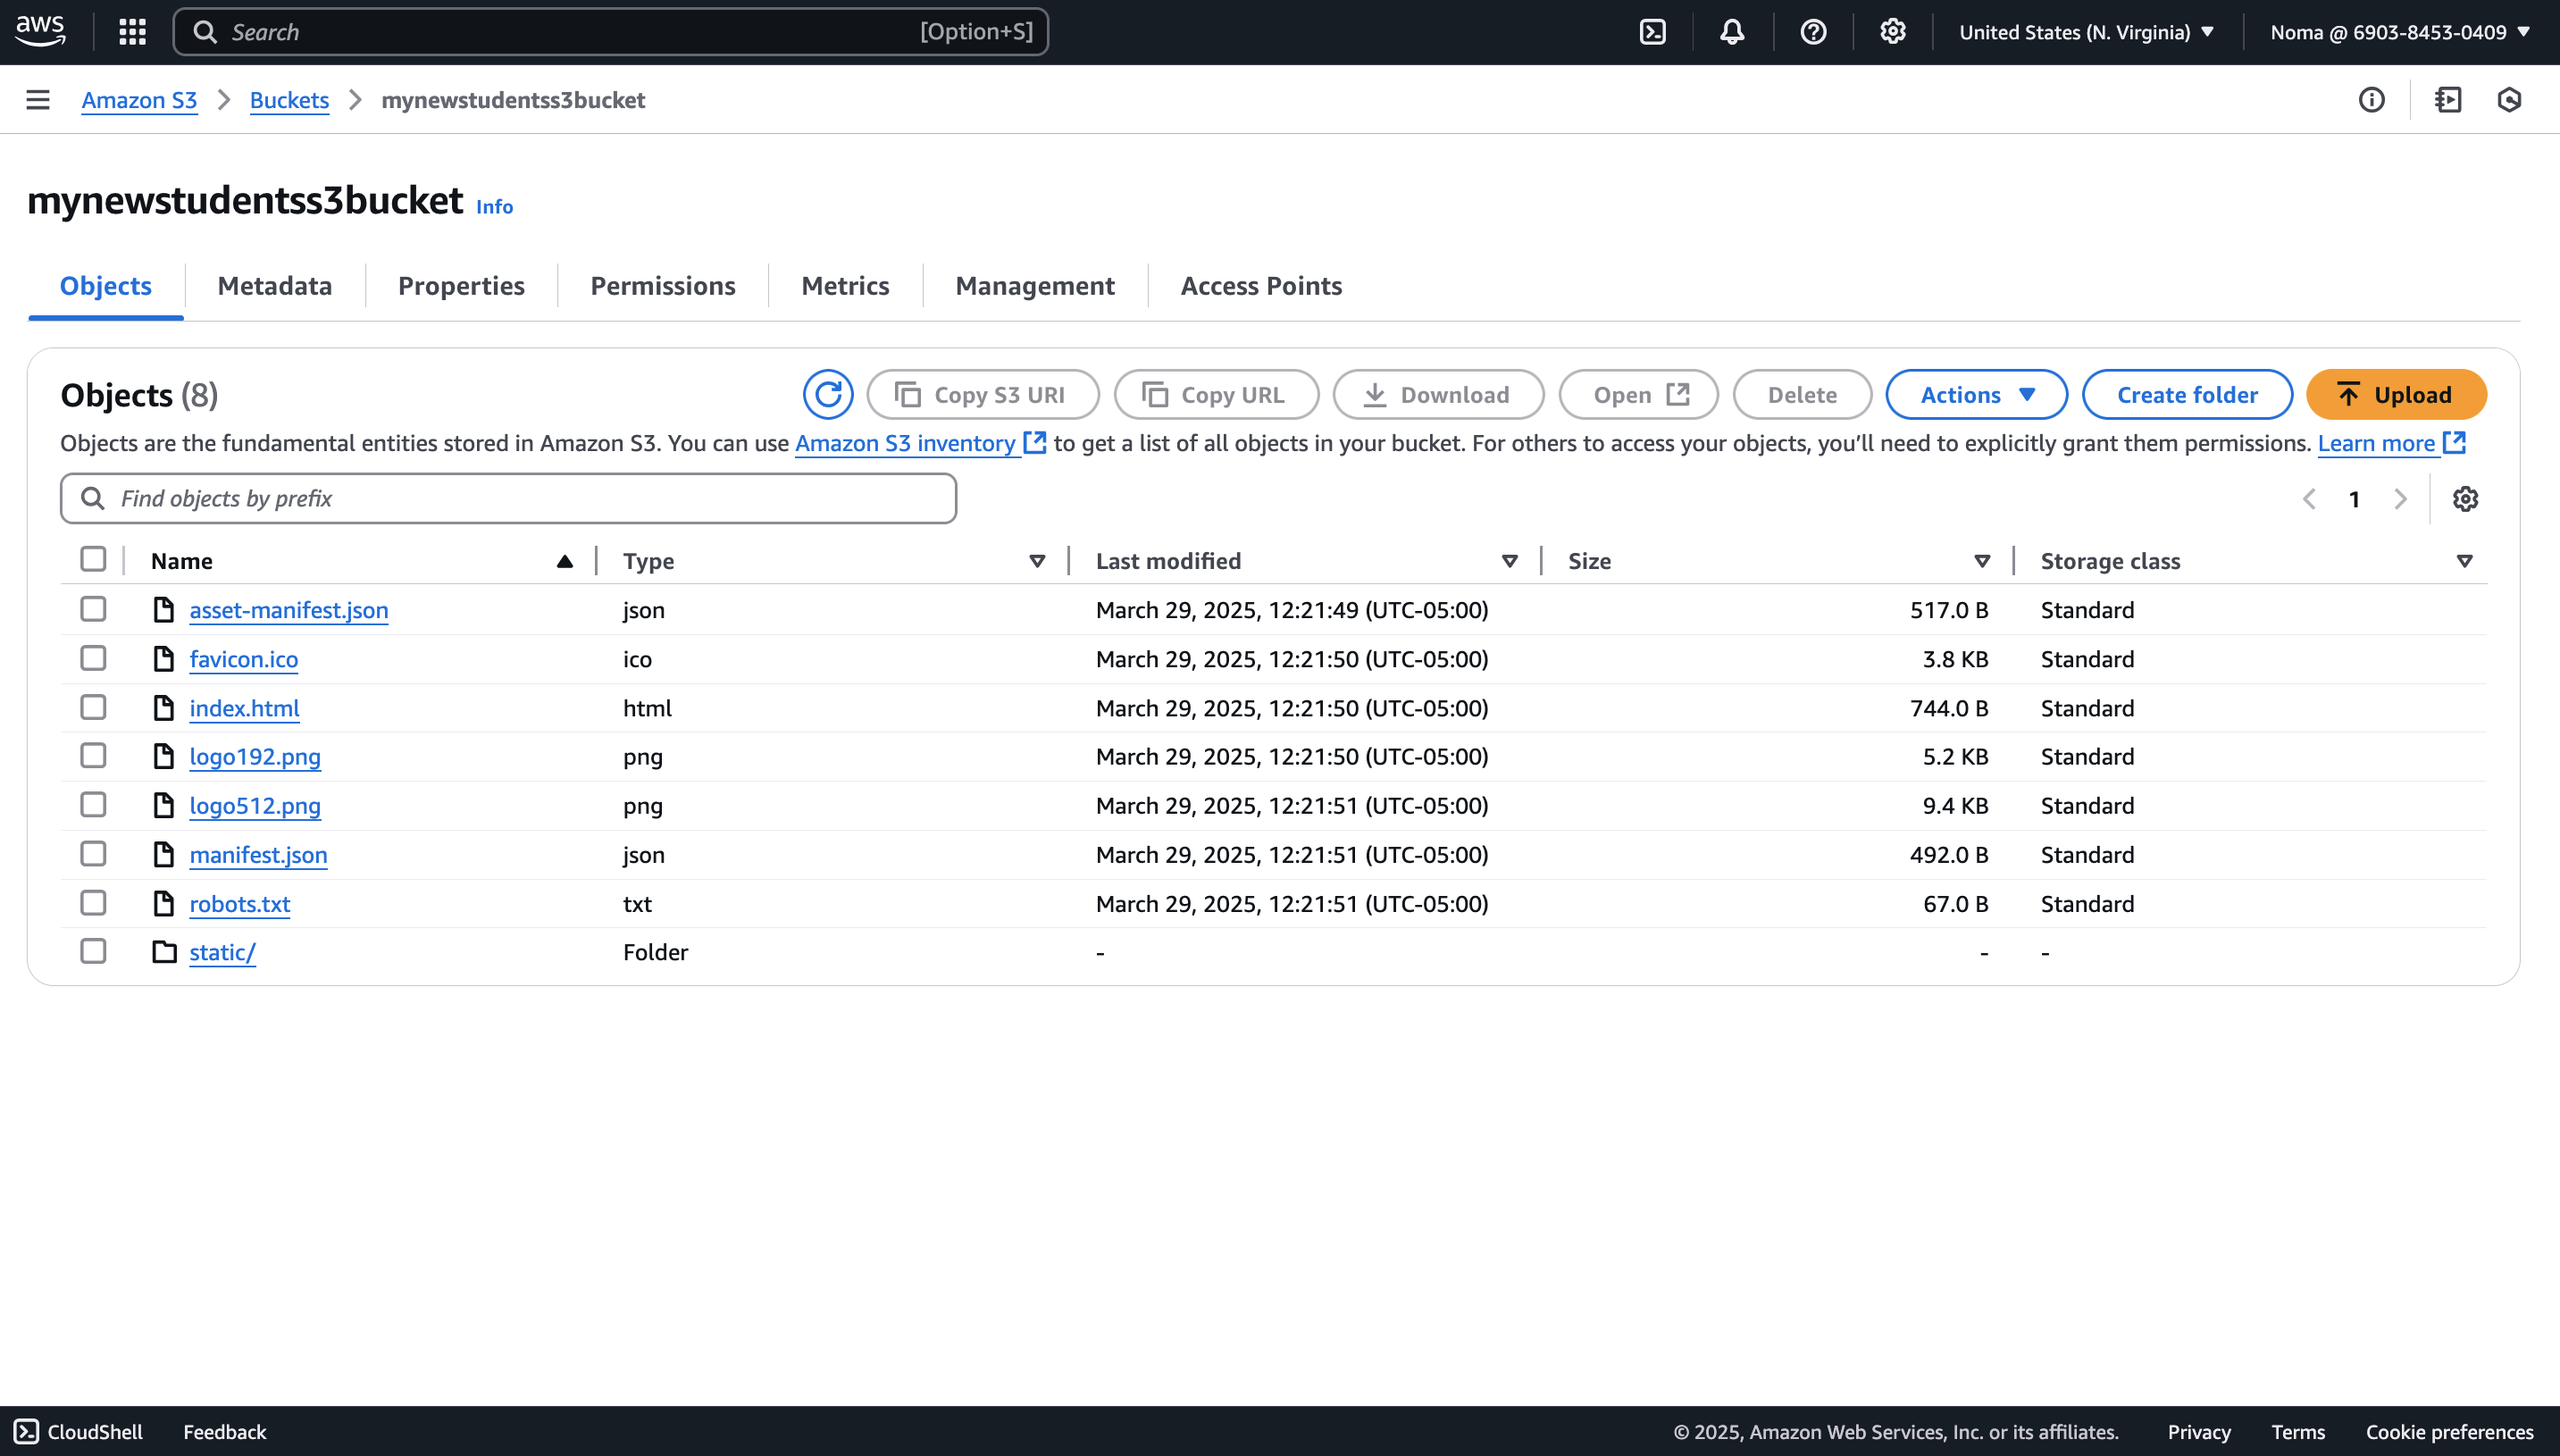 aws Search [Option+S] United States (N. Virginia) Noma @ 6903-8453-0409
Amazon S3 Buckets mynewstudentss3bucket
mynewstudentss3bucket Info
Objects Metadata Properties Permissions Metrics Management Access Points
Objects (8) Copy S3 URI Copy URL Download Open Delete Actions Create folder Upload
Objects are the fundamental entities stored in Amazon S3. You can use Amazon S3 inventory to get a list of all objects in your bucket. For others to access your objects, you’ll need to explicitly grant them permissions. Learn more
Find objects by prefix 1
Name Type Last modified Size Storage class
asset-manifest.json json March 29, 2025, 12:21:49 (UTC-05:00) 517.0 B Standard
favicon.ico ico March 29, 2025, 12:21:50 (UTC-05:00) 3.8 KB Standard
index.html html March 29, 2025, 12:21:50 (UTC-05:00) 744.0 B Standard
logo192.png png March 29, 2025, 12:21:50 (UTC-05:00) 5.2 KB Standard
logo512.png png March 29, 2025, 12:21:51 (UTC-05:00) 9.4 KB Standard
manifest.json json March 29, 2025, 12:21:51 (UTC-05:00) 492.0 B Standard
robots.txt txt March 29, 2025, 12:21:51 (UTC-05:00) 67.0 B Standard
static/ Folder - - -
CloudShell Feedback © 2025, Amazon Web Services, Inc. or its affiliates. Privacy Terms Cookie preferences